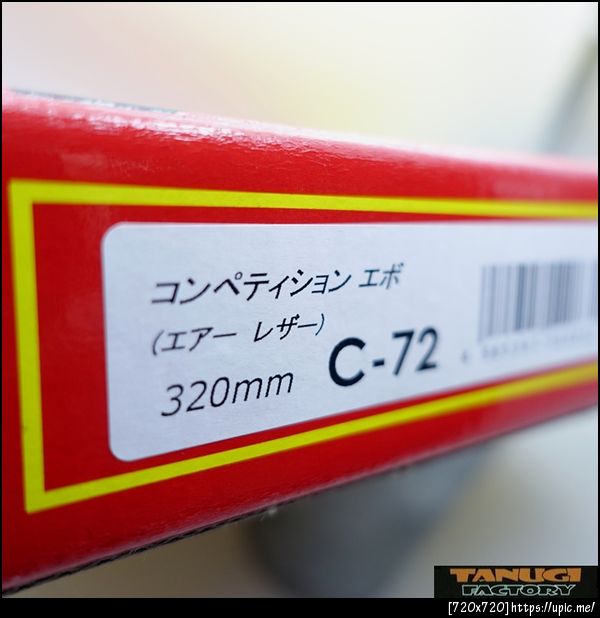 コンペティション エボ
(エアー レザー)
320mm
C-72
TANUGI
FACTORY
[720x720]https://upic.me/